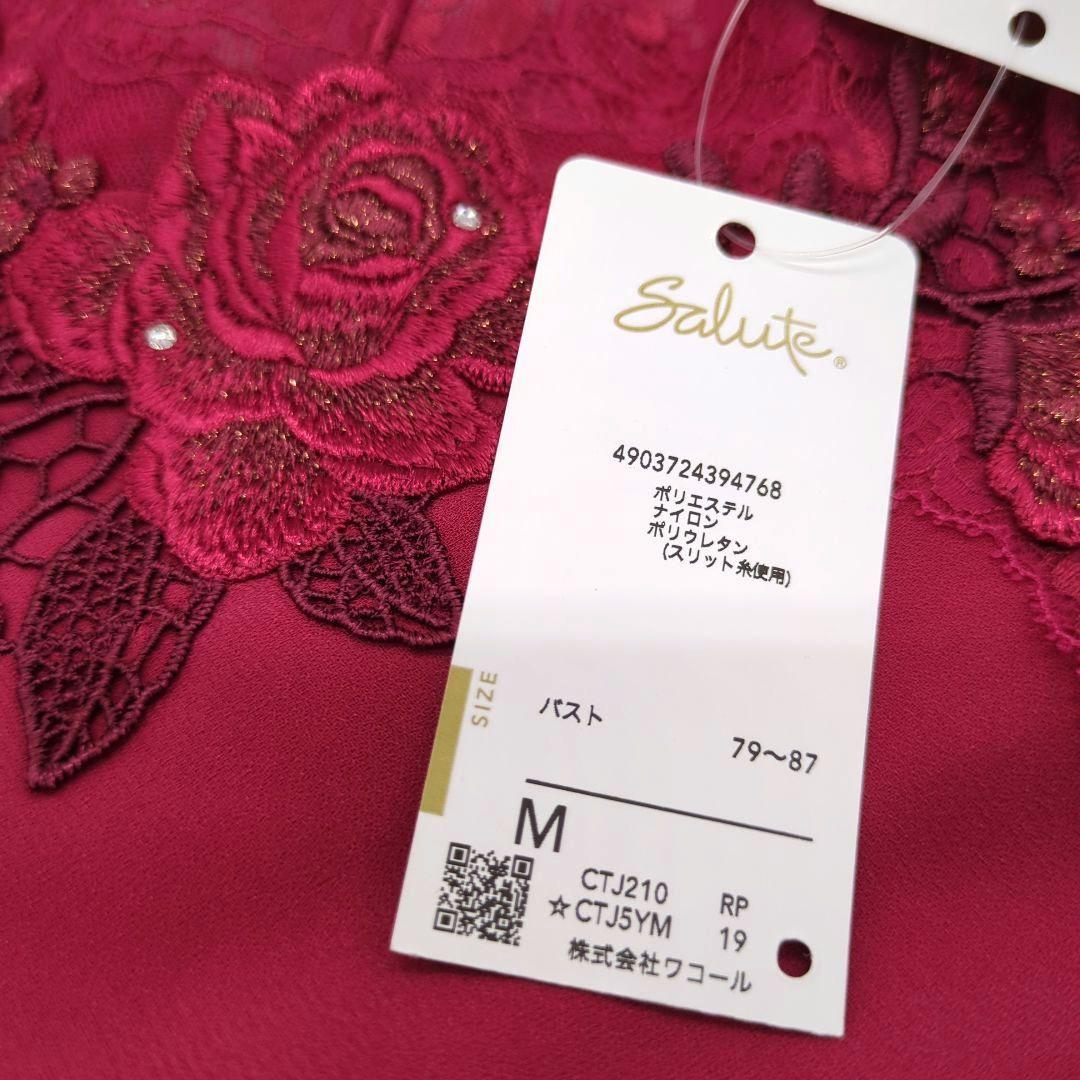 Salute®
4903724394768
ポリエステル
ナイロン
ポリウレタン
(スリット糸使用)
SIZE
バスト
79〜87
M
CTJ210 RP
☆CTJ5YM 19
株式会社ワコール